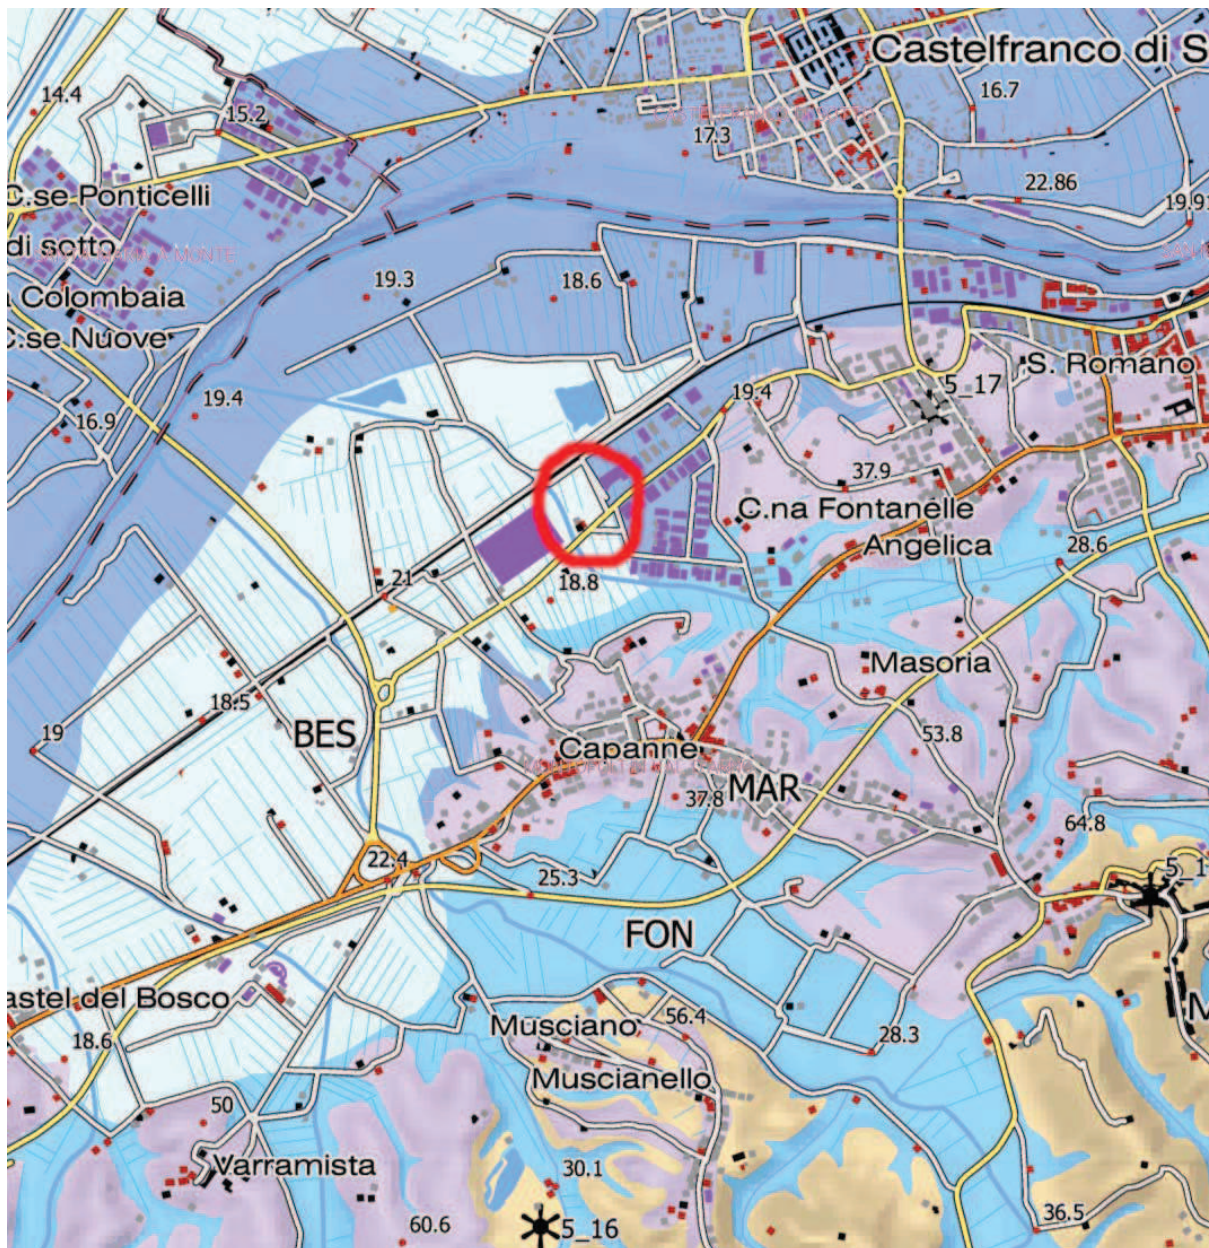 Castelfranco di S
14.4
16.7
15.2
17.3
C.se Ponticelli
22.86
19.91
di sotto
19.3
18.6
a Colombaia
C.se Nuove
S. Romano
5_17
19.4
19.4
16.9
37.9
C.na Fontanelle
Angelica
28.6
21
18.8
Masoria
18.5
19
BES
53.8
Capanne
MAR
37.8
64.8
22.4
25.3
5_1
FON
astel del Bosco
M
Musciano
56.4
18.6
28.3
Muscianello
50
Varramista
30.1
60.6
5_16
36.5